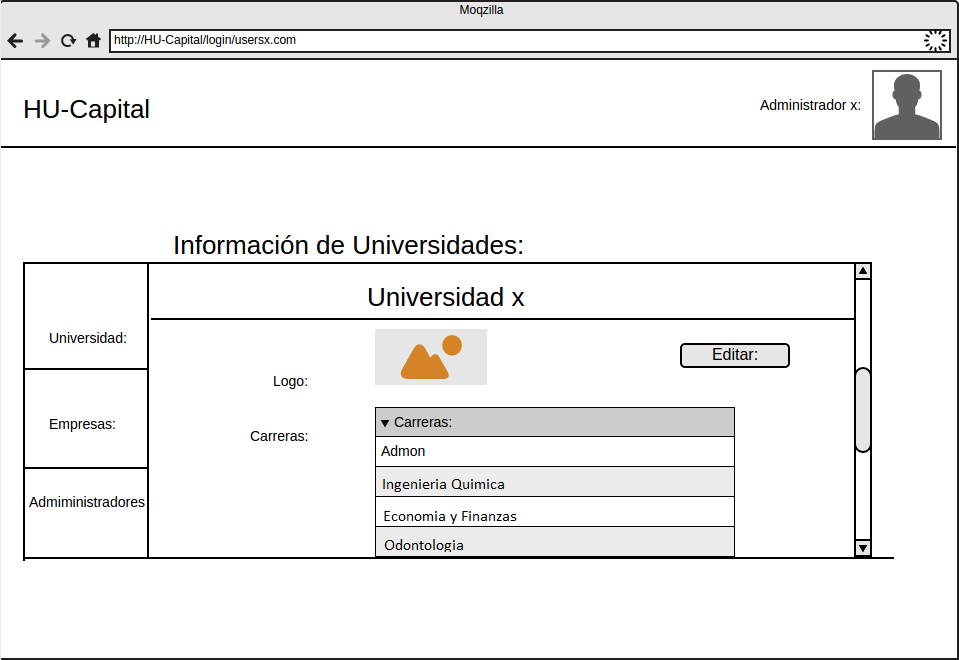 Moqzilla
http://HU-Capital/login/usersx.com
HU-Capital
Administrador x:
Información de Universidades:
Universidad x
Universidad:
Editar:
Logo:
Carreras:
Carreras:
Empresas:
Admon
Ingenieria Quimica
Admiministradores
Economia y Finanzas
Odontologia